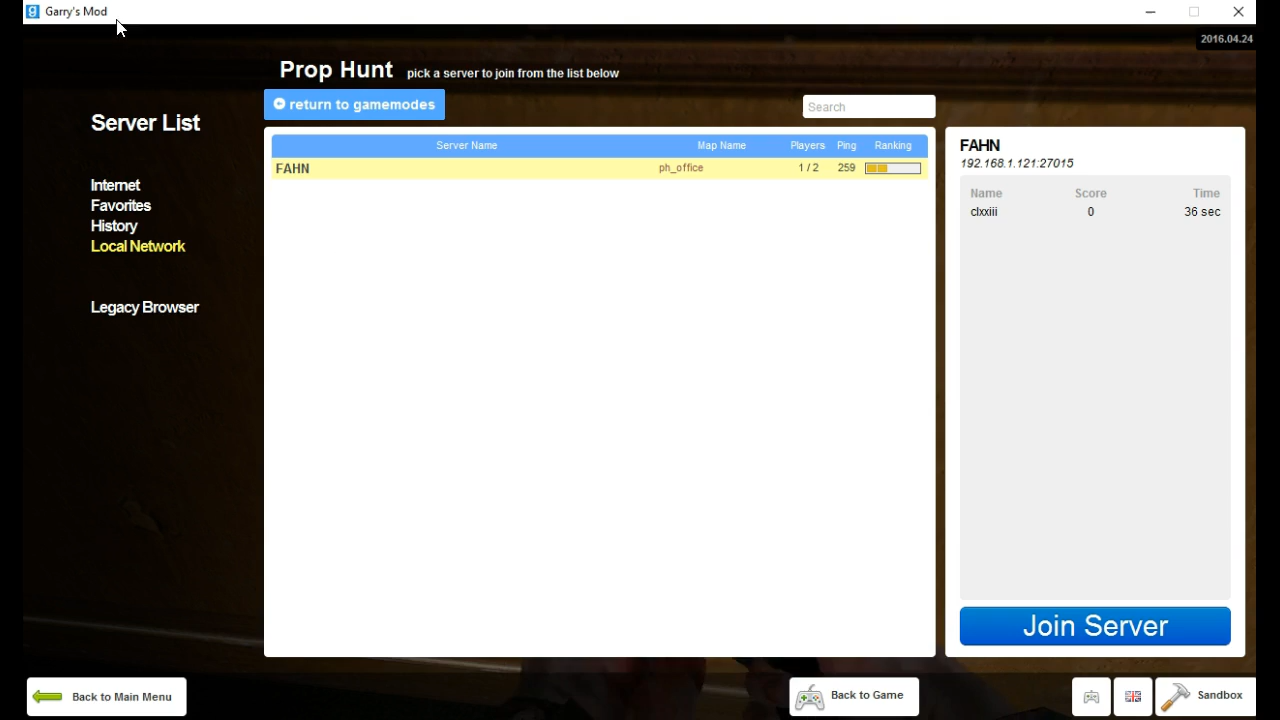 Garry's Mod
2016.04.24
Prop Hunt pick a server to join from the list below
return to gamemodes
Search
Server List
Internet
Favorites
History
Local Network
Legacy Browser
Server Name Map Name Players Ping Ranking
FAHN ph_office 1 / 2 259
FAHN
192.168.1.121:27015
Name Score Time
clxxiii 0 36 sec
Join Server
Back to Main Menu
Back to Game
Sandbox